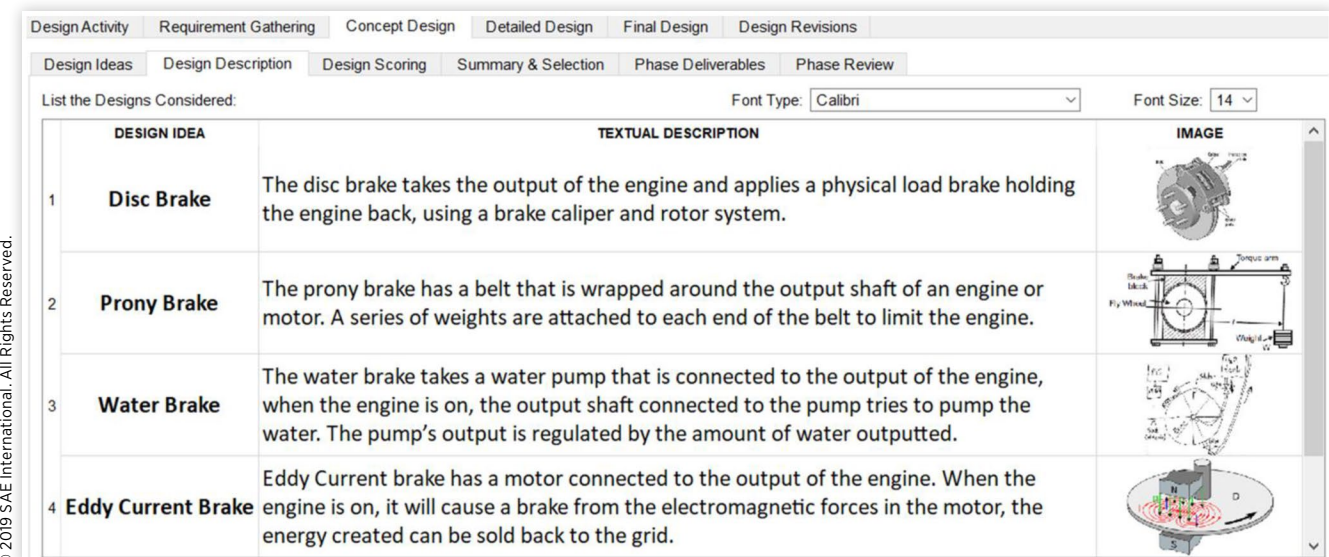 Design Activity Requirement Gathering Concept Design Detailed Design Final Design Design Revisions
Design Ideas Design Description Design Scoring Summary & Selection Phase Deliverables Phase Review
List the Designs Considered: Font Type: Calibri Font Size: 14
DESIGN IDEA TEXTUAL DESCRIPTION IMAGE
1 Disc Brake
The disc brake takes the output of the engine and applies a physical load brake holding
the engine back, using a brake caliper and rotor system.
2 Prony Brake
The prony brake has a belt that is wrapped around the output shaft of an engine or
motor. A series of weights are attached to each end of the belt to limit the engine.
Torque arm
Brake
block
Fly Wheel
r
Weight
W
3 Water Brake
The water brake takes a water pump that is connected to the output of the engine,
when the engine is on, the output shaft connected to the pump tries to pump the
water. The pump's output is regulated by the amount of water outputted.
4 Eddy Current Brake
Eddy Current brake has a motor connected to the output of the engine. When the
engine is on, it will cause a brake from the electromagnetic forces in the motor, the
energy created can be sold back to the grid.
N
D
S
© 2019 SAE International. All Rights Reserved.